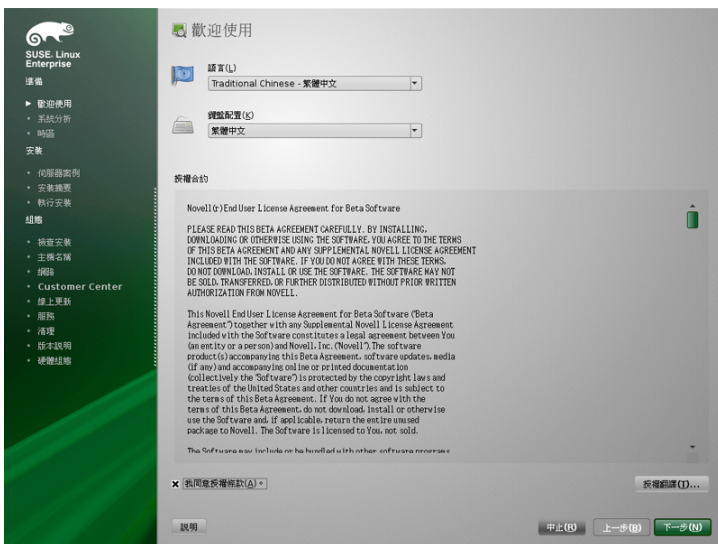 SUSE. Linux
Enterprise
準備
歡迎使用
系統分析
時區
安裝
伺服器案例
安裝摘要
執行安裝
組態
檢查安裝
主機名稱
網路
Customer Center
線上更新
服務
清理
版本說明
硬體組態
歡迎使用
語言(L)
Traditional Chinese - 繁體中文
鍵盤配置(K)
繁體中文
授權合約
Novell(r) End User License Agreement for Beta Software
PLEASE READ THIS BETA AGREEMENT CAREFULLY. BY INSTALLING,
DOWNLOADING OR OTHERWISE USING THE SOFTWARE, YOU AGREE TO THE TERMS
OF THIS BETA AGREEMENT AND ANY SUPPLEMENTAL NOVELL LICENSE AGREEMENT
INCLUDED WITH THE SOFTWARE. IF YOU DO NOT AGREE WITH THESE TERMS,
DO NOT DOWNLOAD, INSTALL OR USE THE SOFTWARE. THE SOFTWARE MAY NOT
BE SOLD, TRANSFERRED, OR FURTHER DISTRIBUTED WITHOUT PRIOR WRITTEN
AUTHORIZATION FROM NOVELL.
This Novell End User License Agreement for Beta Software ("Beta
Agreement") together with any Supplemental Novell License Agreement
included with the Software constitutes a legal agreement between You
(an entity or a person) and Novell, Inc. ("Novell"). The software
product(s) accompanying this Beta Agreement, software updates, media
(if any) and accompanying online or printed documentation
(collectively the "Software") is protected by the copyright laws and
treaties of the United States and other countries and is subject to
the terms of this Beta Agreement. If You do not agree with the
terms of this Beta Agreement, do not download, install or otherwise
use the Software and, if applicable, return the entire unused
package to Novell. The Software is licensed to You, not sold.
The Software may include or be bundled with other software programs
我同意授權條款(A)。
授權翻譯(T)...
說明
中止(R)
上一步(B)
下一步(N)